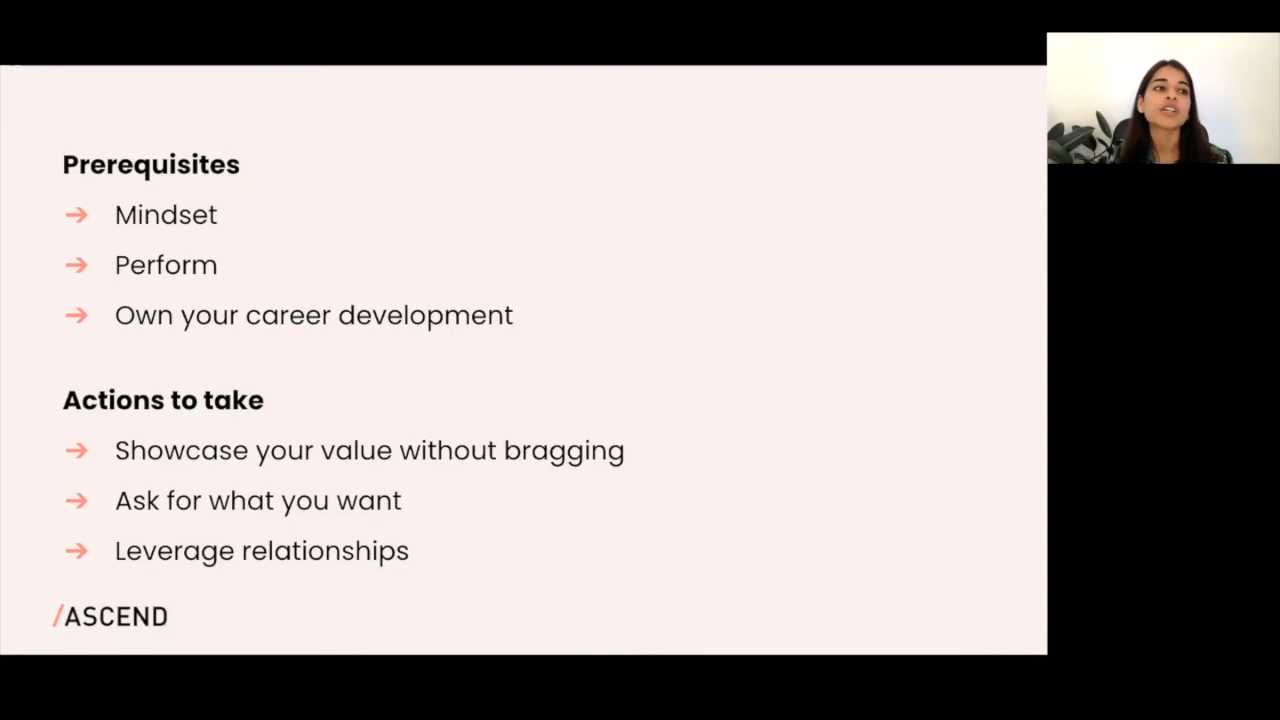 Prerequisites
→ Mindset
→ Perform
→ Own your career development
Actions to take
→ Showcase your value without bragging
→ Ask for what you want
→ Leverage relationships
/ASCEND